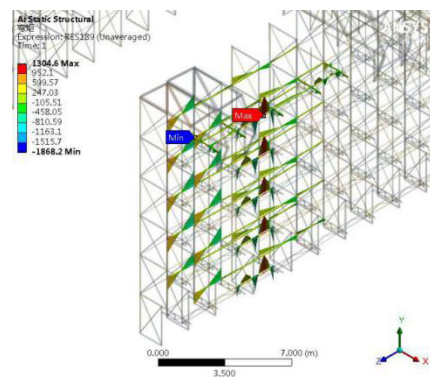 A: Static Structural
弯矩
Expression: RES189 (Unaveraged)
Time: 1
1304.6 Max
952.1
599.57
247.03
-105.51
-458.05
-810.59
-1163.1
-1515.7
-1868.2 Min
Min
Max
0.000
7.000 (m)
3.500
Y
Z
X